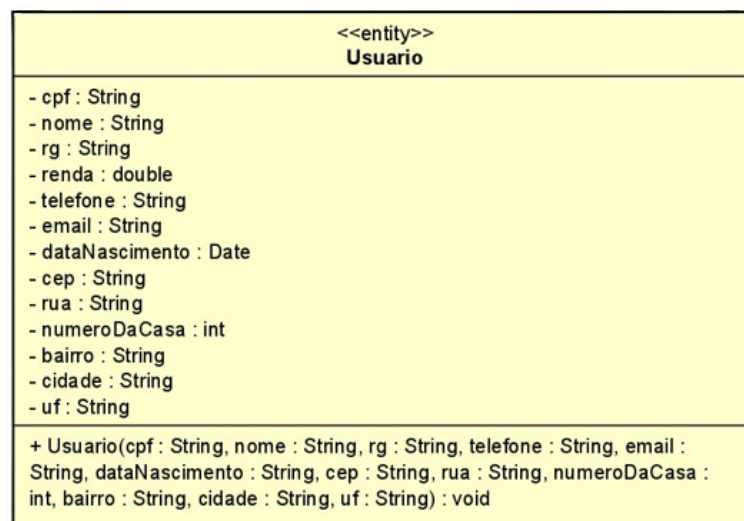 <<entity>>
Usuario
- cpf : String
- nome : String
- rg : String
- renda : double
- telefone : String
- email : String
- dataNascimento : Date
- cep : String
- rua : String
- numeroDaCasa : int
- bairro : String
- cidade : String
- uf : String
+ Usuario(cpf : String, nome : String, rg : String, telefone : String, email :
String, dataNascimento : String, cep : String, rua : String, numeroDaCasa :
int, bairro : String, cidade : String, uf : String) : void